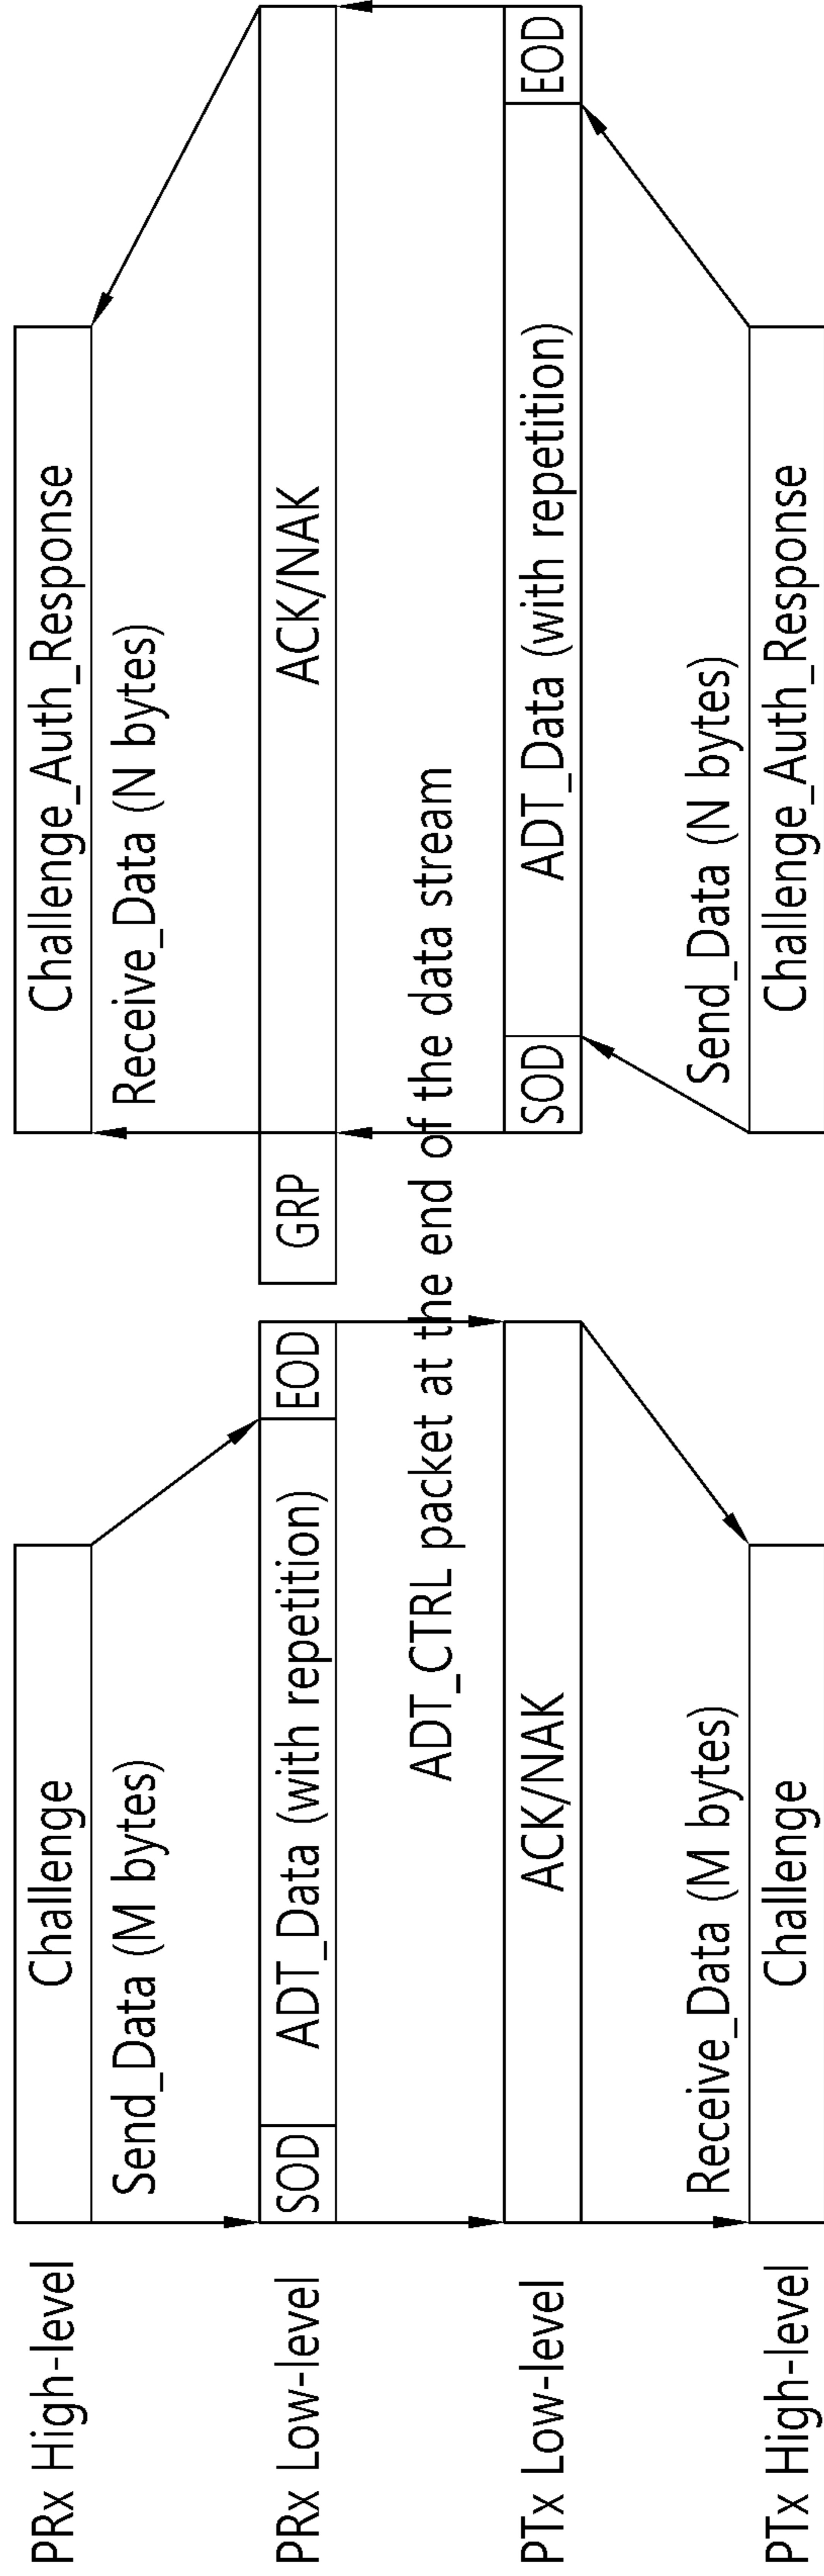 PRx High-level
Challenge
Challenge_Auth_Response
Send_Data (M bytes)
Receive_Data (N bytes)
PRx Low-level
SOD
ADT_Data (with repetition)
EOD
GRP
ACK/NAK
ADT_CTRL packet at the end of the data stream
PTx Low-level
ACK/NAK
SOD
ADT_Data (with repetition)
EOD
Receive_Data (M bytes)
Send_Data (N bytes)
PTx High-level
Challenge
Challenge_Auth_Response